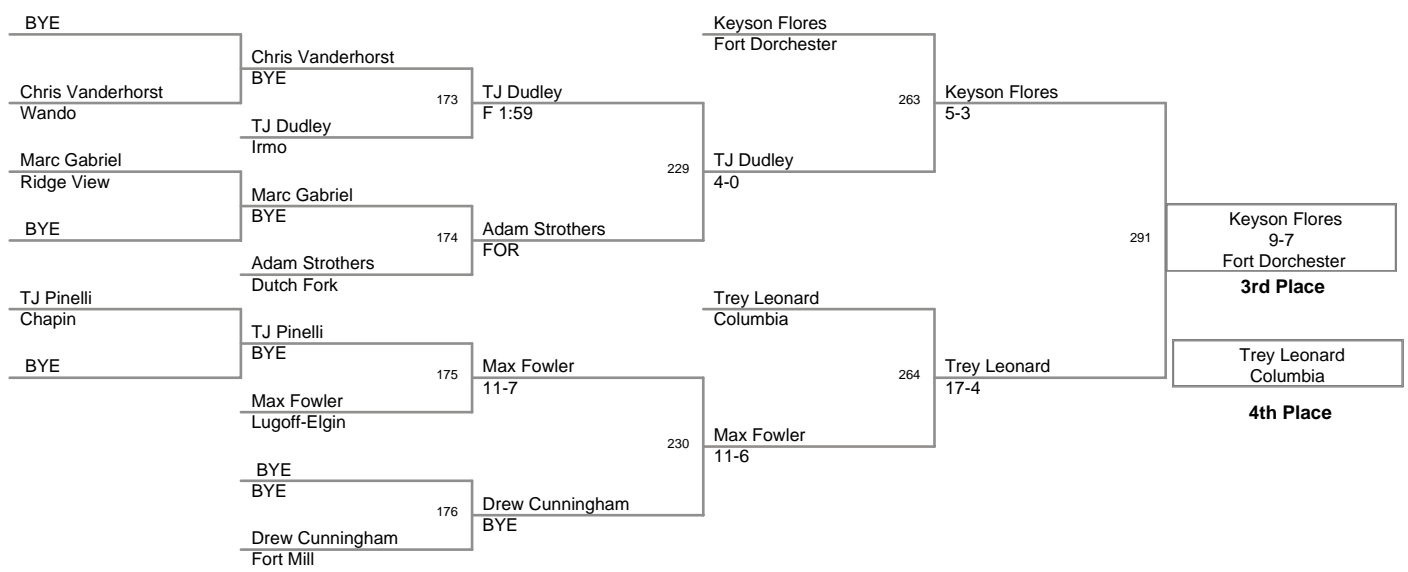 BYE
Chris Vanderhorst
Wando
Marc Gabriel
Ridge View
BYE
TJ Pinelli
Chapin
BYE
Chris Vanderhorst
BYE
173
TJ Dudley
Irmo
Marc Gabriel
BYE
174
Adam Strothers
Dutch Fork
TJ Pinelli
BYE
175
Max Fowler
Lugoff-Elgin
BYE
BYE
176
Drew Cunningham
Fort Mill
TJ Dudley
F 1:59
229
Adam Strothers
FOR
Max Fowler
11-7
230
Drew Cunningham
BYE
Keyson Flores
Fort Dorchester
263
TJ Dudley
4-0
Trey Leonard
Columbia
264
Max Fowler
11-6
Keyson Flores
5-3
291
Trey Leonard
17-4
Keyson Flores
9-7
Fort Dorchester
3rd Place
Trey Leonard
Columbia
4th Place